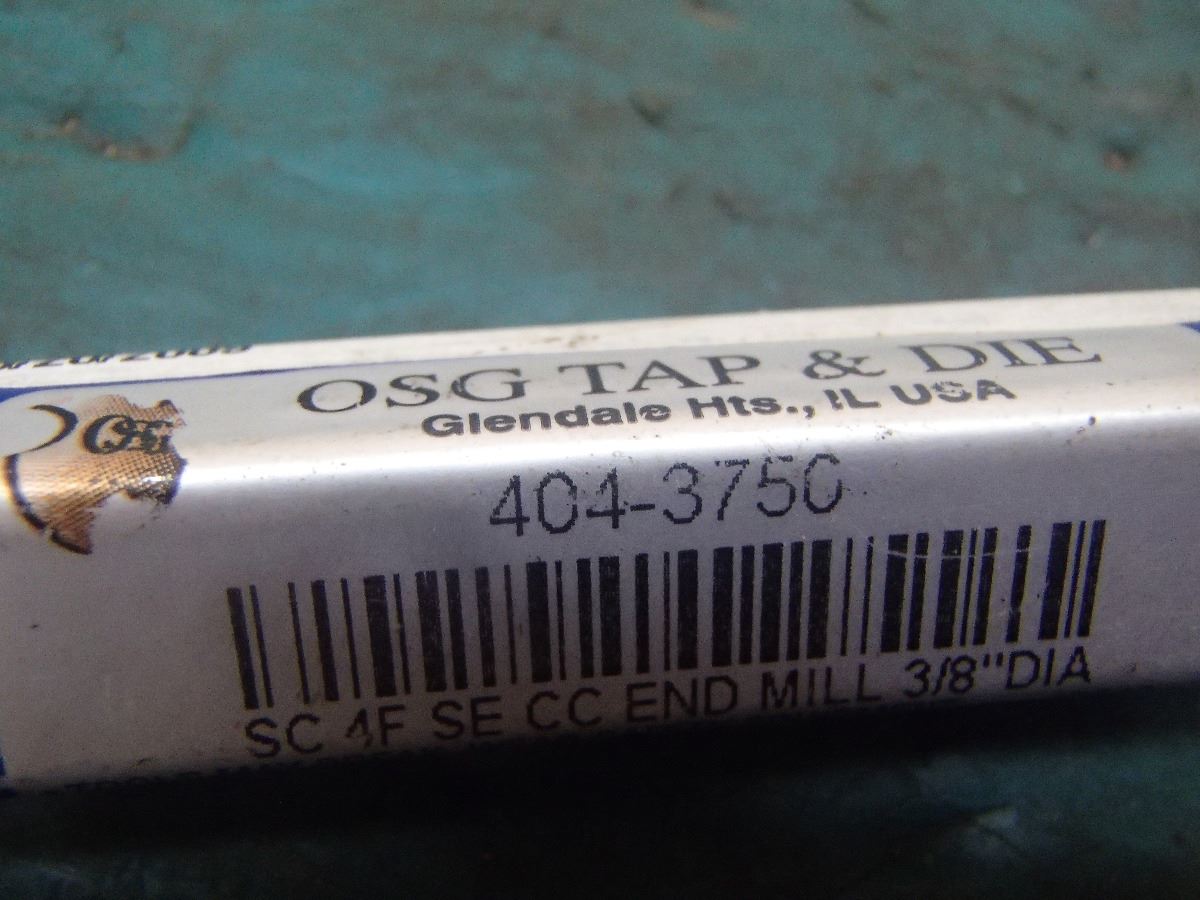 OSG TAP & DIE
Glendale Hts., IL USA
404-3750
SC 4F SE CC END MILL 3/8"DIA